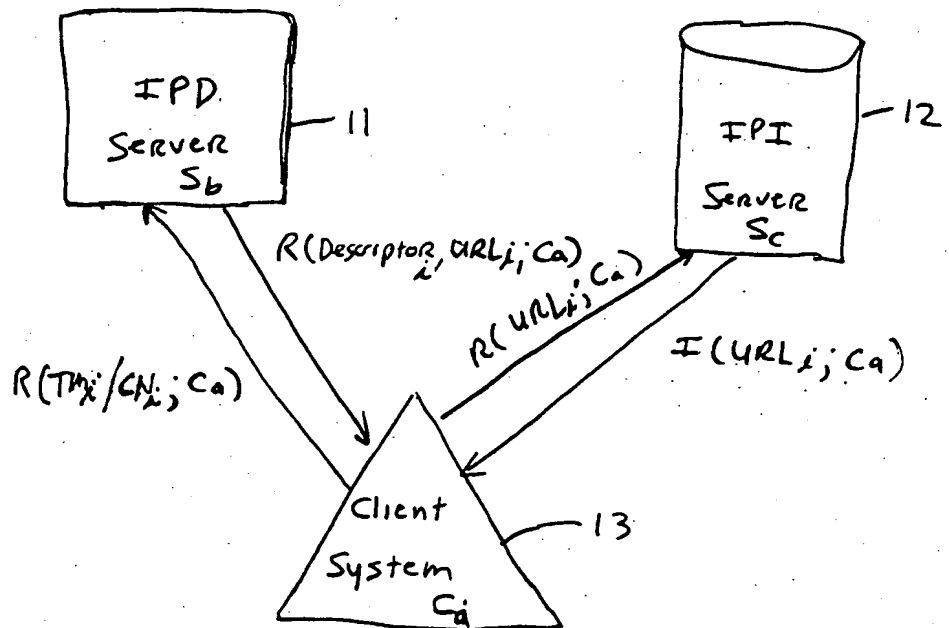 IPD
Server
Sb
11
IPI
Server
Sc
12
R(Descriptor i, URLi; Ca)
R(URLi; Ca)
I(URLi; Ca)
R(TMi/CNi; Ca)
Client
System
Ca
13